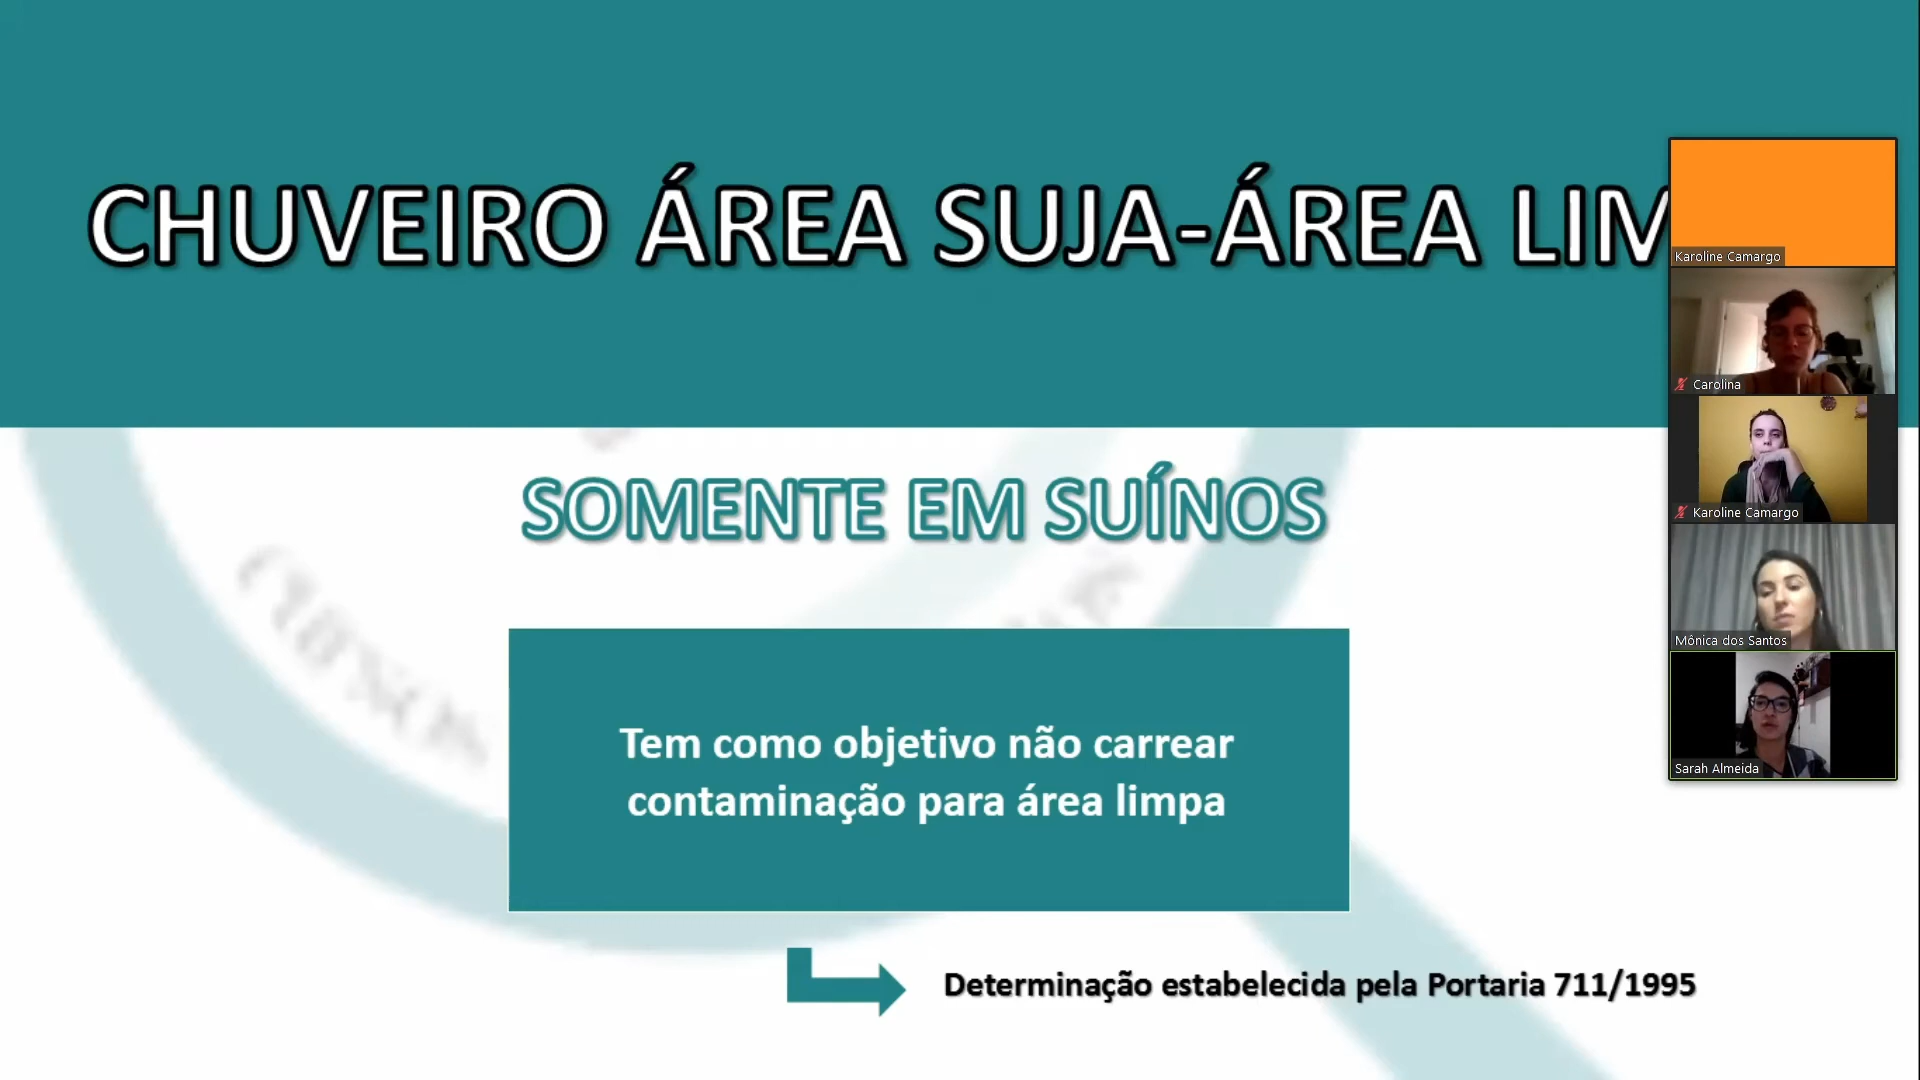 CHUVEIRO ÁREA SUJA-ÁREA LIM
SOMENTE EM SUÍNOS
Tem como objetivo não carrear
contaminação para área limpa
Determinação estabelecida pela Portaria 711/1995
Karoline Camargo
Carolina
Karoline Camargo
Mônica dos Santos
Sarah Almeida